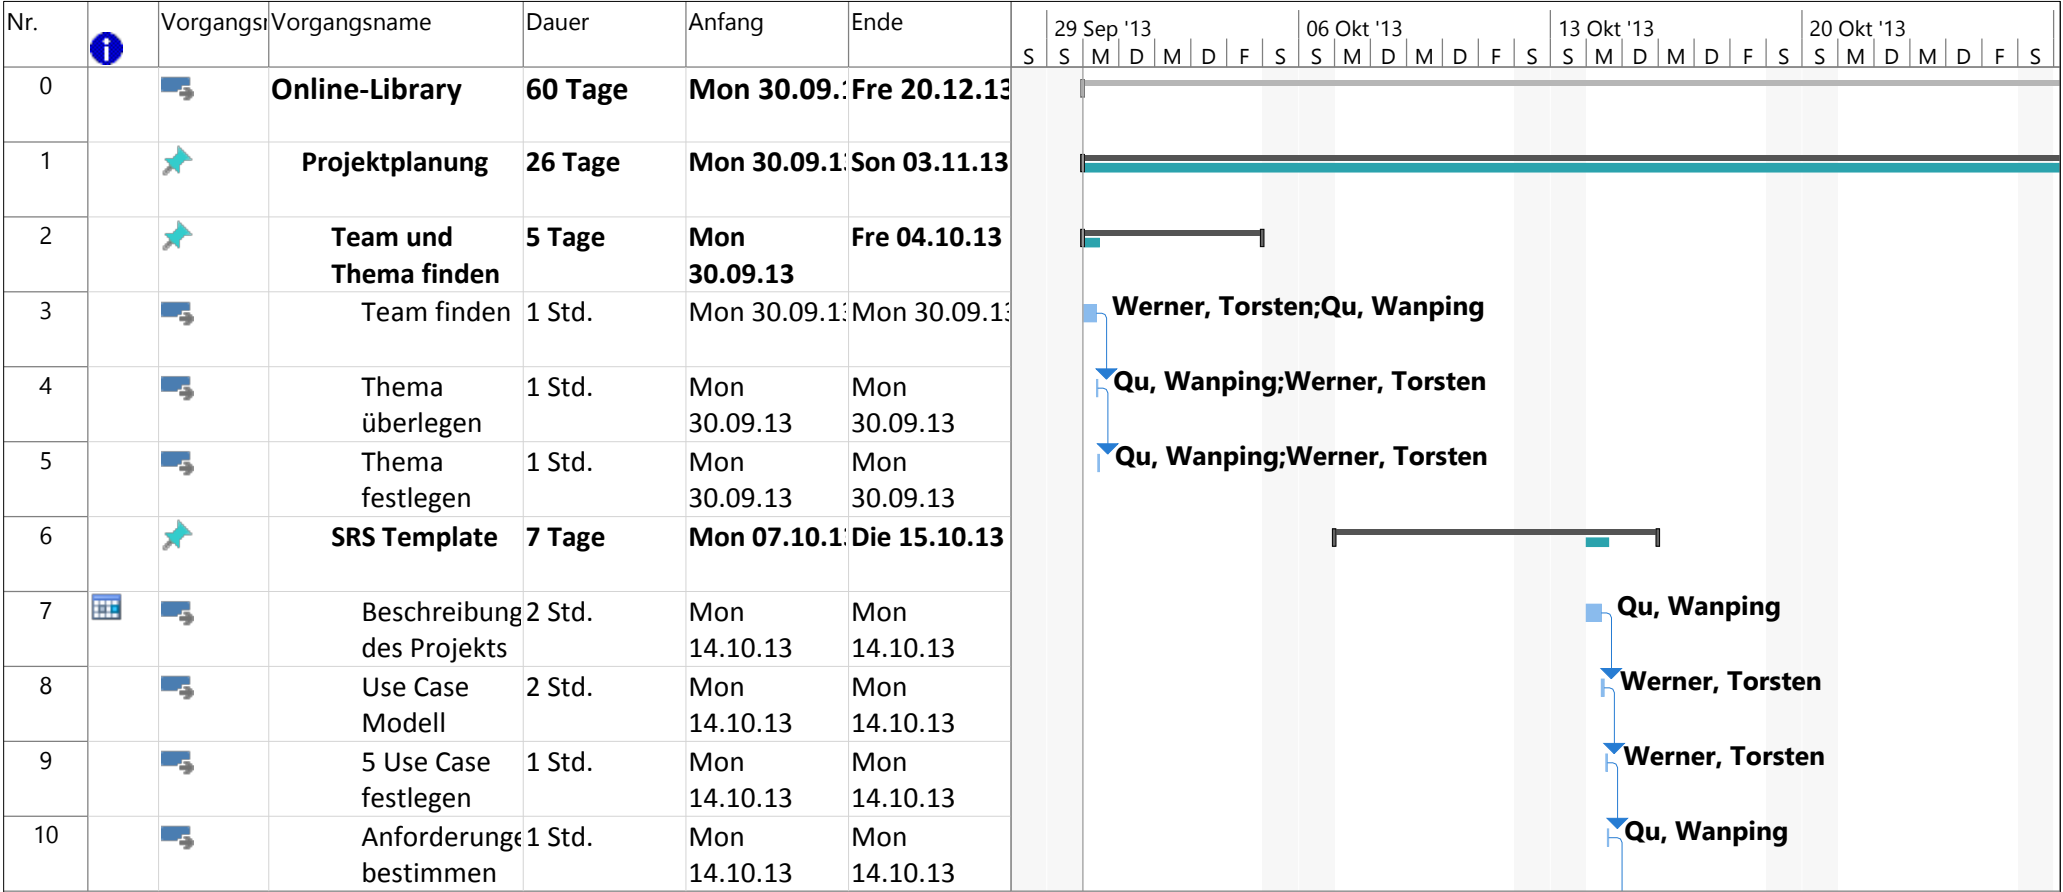 Nr. Vorgangsr Vorgangsname Dauer Anfang Ende
29 Sep '13 06 Okt '13 13 Okt '13 20 Okt '13
S S M D M D F S S M D M D F S S M D M D F S S M D M D F S
0 Online-Library 60 Tage Mon 30.09.1 Fre 20.12.13
1 Projektplanung 26 Tage Mon 30.09.1 Son 03.11.13
2 Team und 5 Tage Mon Fre 04.10.13
Thema finden 30.09.13
3 Team finden 1 Std. Mon 30.09.1 Mon 30.09.13 Werner, Torsten;Qu, Wanping
4 Thema 1 Std. Mon Mon Qu, Wanping;Werner, Torsten
überlegen 30.09.13 30.09.13
5 Thema 1 Std. Mon Mon Qu, Wanping;Werner, Torsten
festlegen 30.09.13 30.09.13
6 SRS Template 7 Tage Mon 07.10.1 Die 15.10.13
7 Beschreibung 2 Std. Mon Mon Qu, Wanping
des Projekts 14.10.13 14.10.13
8 Use Case 2 Std. Mon Mon Werner, Torsten
Modell 14.10.13 14.10.13
9 5 Use Case 1 Std. Mon Mon Werner, Torsten
festlegen 14.10.13 14.10.13
10 Anforderunge 1 Std. Mon Mon Qu, Wanping
bestimmen 14.10.13 14.10.13